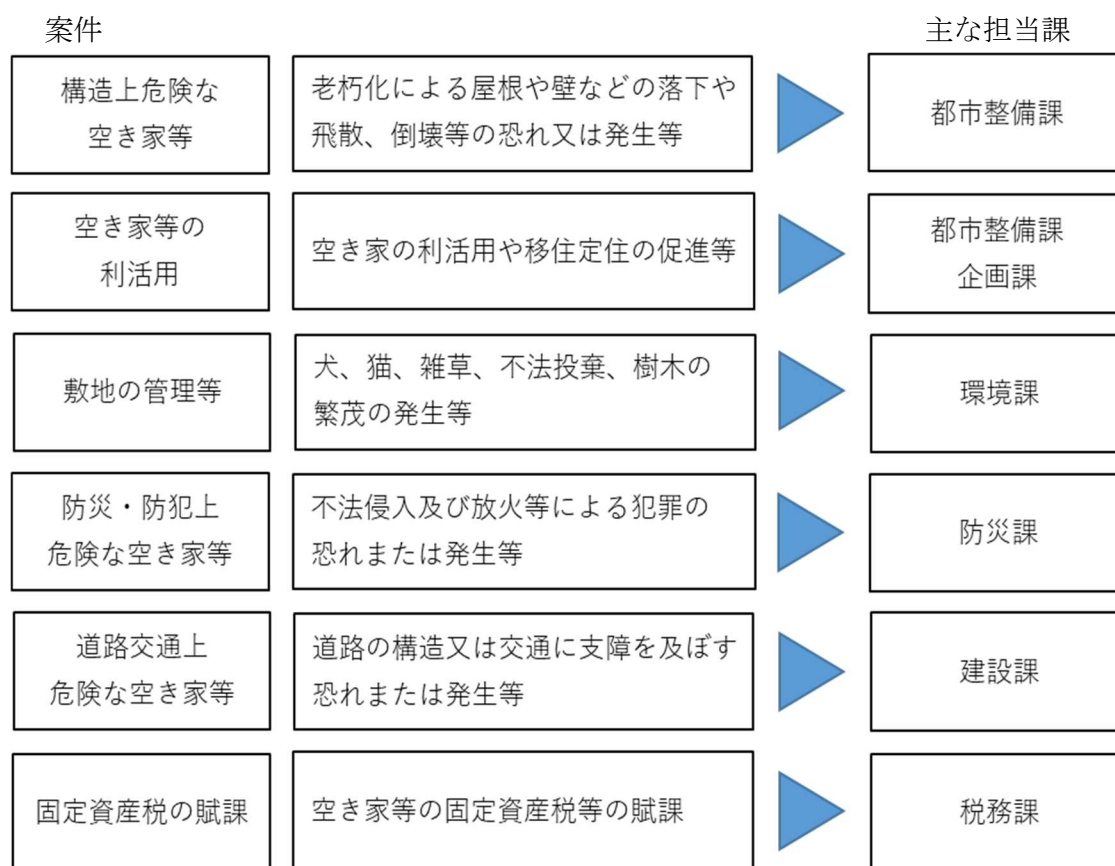 案件
主な担当課
構造上危険な
空き家等
老朽化による屋根や壁などの落下や
飛散、倒壊等の恐れ又は発生等
都市整備課
空き家等の
利活用
空き家の利活用や移住定住の促進等
都市整備課
企画課
敷地の管理等
犬、猫、雑草、不法投棄、樹木の
繁茂の発生等
環境課
防災・防犯上
危険な空き家等
不法侵入及び放火等による犯罪の
恐れまたは発生等
防災課
道路交通上
危険な空き家等
道路の構造又は交通に支障を及ぼす
恐れまたは発生等
建設課
固定資産税の賦課
空き家等の固定資産税等の賦課
税務課